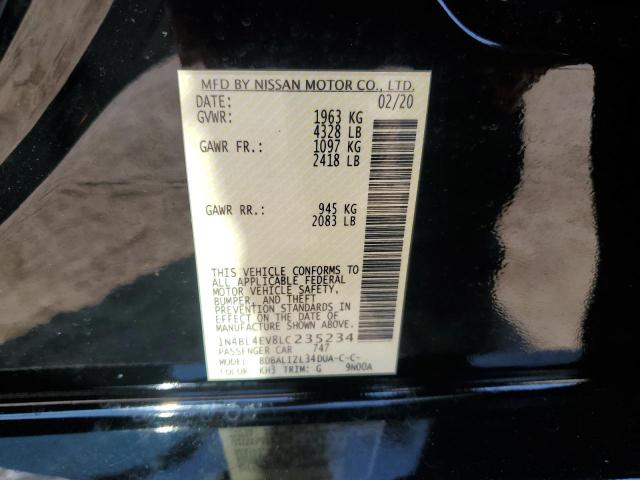 MFD BY NISSAN MOTOR CO., LTD.
DATE: 02/20
GVWR: 1963 KG
4328 LB
GAWR FR.: 1097 KG
2418 LB
GAWR RR.: 945 KG
2083 LB
THIS VEHICLE CONFORMS TO
ALL APPLICABLE FEDERAL
MOTOR VEHICLE SAFETY,
BUMPER, AND THEFT
PREVENTION STANDARDS IN
EFFECT ON THE DATE OF
MANUFACTURE SHOWN ABOVE.
1N4BL4EV8LC235234
PASSENGER CAR 747
MODEL: BDBALIZL34DUA-C-C-
COLOR KH3 TRIM: G 9N00A